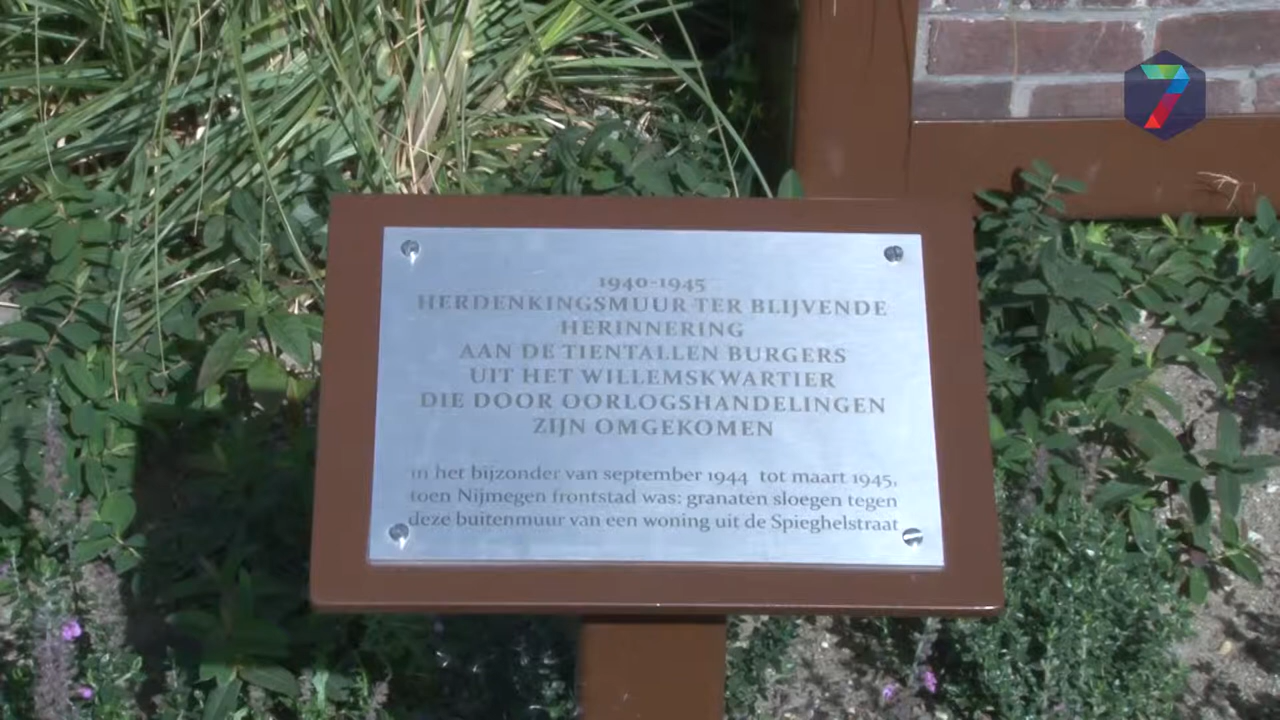 7
1940-1945
HERDENKINGSMUUR TER BLIJVENDE
HERINNERING
AAN DE TIENTALLEN BURGERS
UIT HET WILLEMSKWARTIER
DIE DOOR OORLOGSHANDELINGEN
ZIJN OMGEKOMEN
in het bijzonder van september 1944 tot maart 1945,
toen Nijmegen frontstad was: granaten sloegen tegen
deze buitenmuur van een woning uit de Spieghelstraat